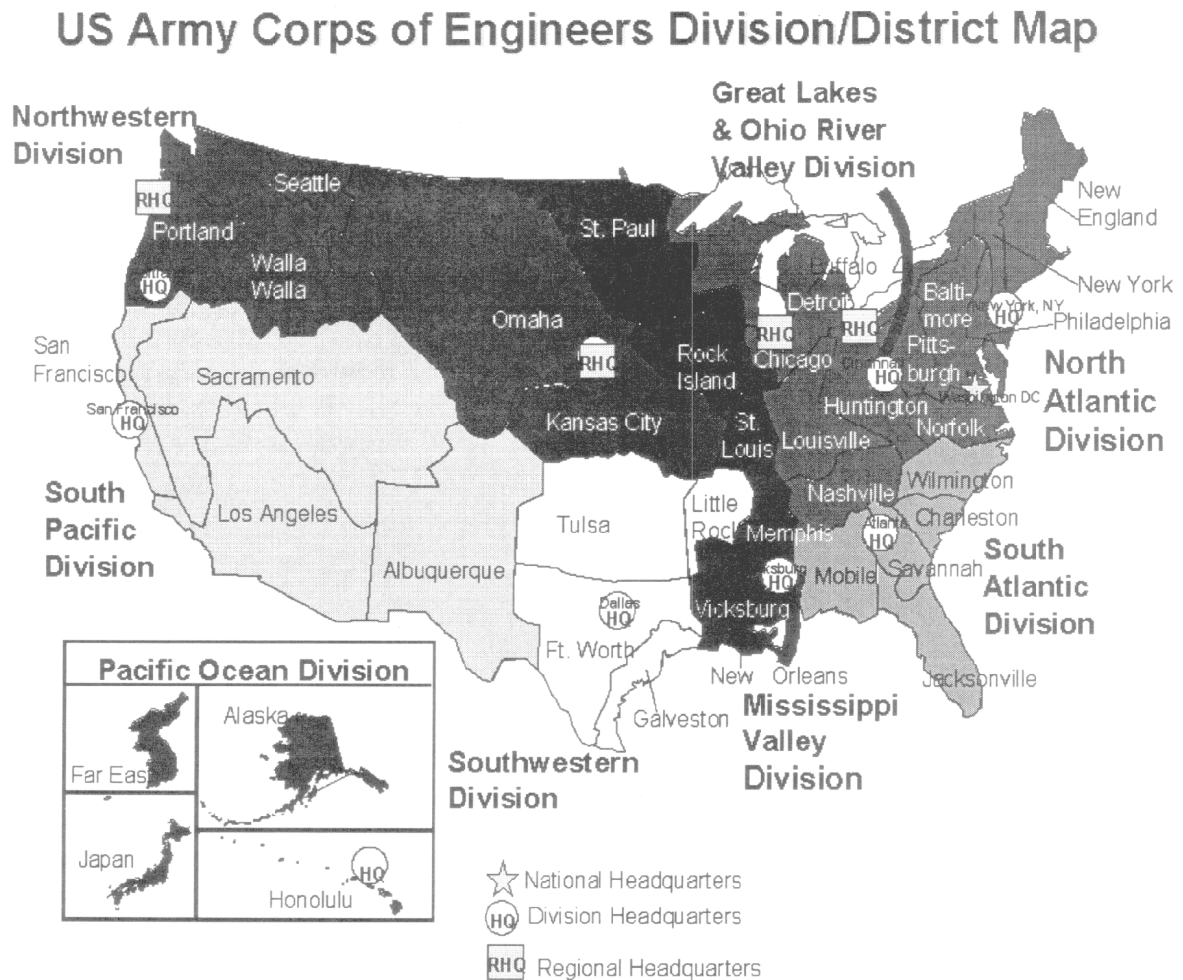 US Army Corps of Engineers Division/District Map
Great Lakes
& Ohio River
Valley Division
Northwestern
Division
Seattle
RHQ
Portland
St. Paul
New
England
Walla
Walla
HQ
Buffalo
New York
Detroit
Balti-
more
New York, NY
HQ
Philadelphia
Omaha
RHQ
RHQ
RHQ
Chicago
Rock
Island
Pitts-
burgh
Cincinnati
HQ
Washington DC
San
Francisco
Sacramento
North
Atlantic
Division
San Francisco
HQ
Kansas City
St.
Louis
Huntington
Louisville
Norfolk
South
Pacific
Division
Los Angeles
Nashville
Wilmington
Little
Rock
Tulsa
Memphis
Atlanta
HQ
Charleston
Savannah
South
Atlantic
Division
Albuquerque
HQ
Mobile
Dallas
HQ
Vicksburg
Ft. Worth
New Orleans
Jacksonville
Galveston
Mississippi
Valley
Division
Southwestern
Division
Pacific Ocean Division
Alaska
Far East
Japan
HQ
Honolulu
National Headquarters
HQ Division Headquarters
RHQ Regional Headquarters